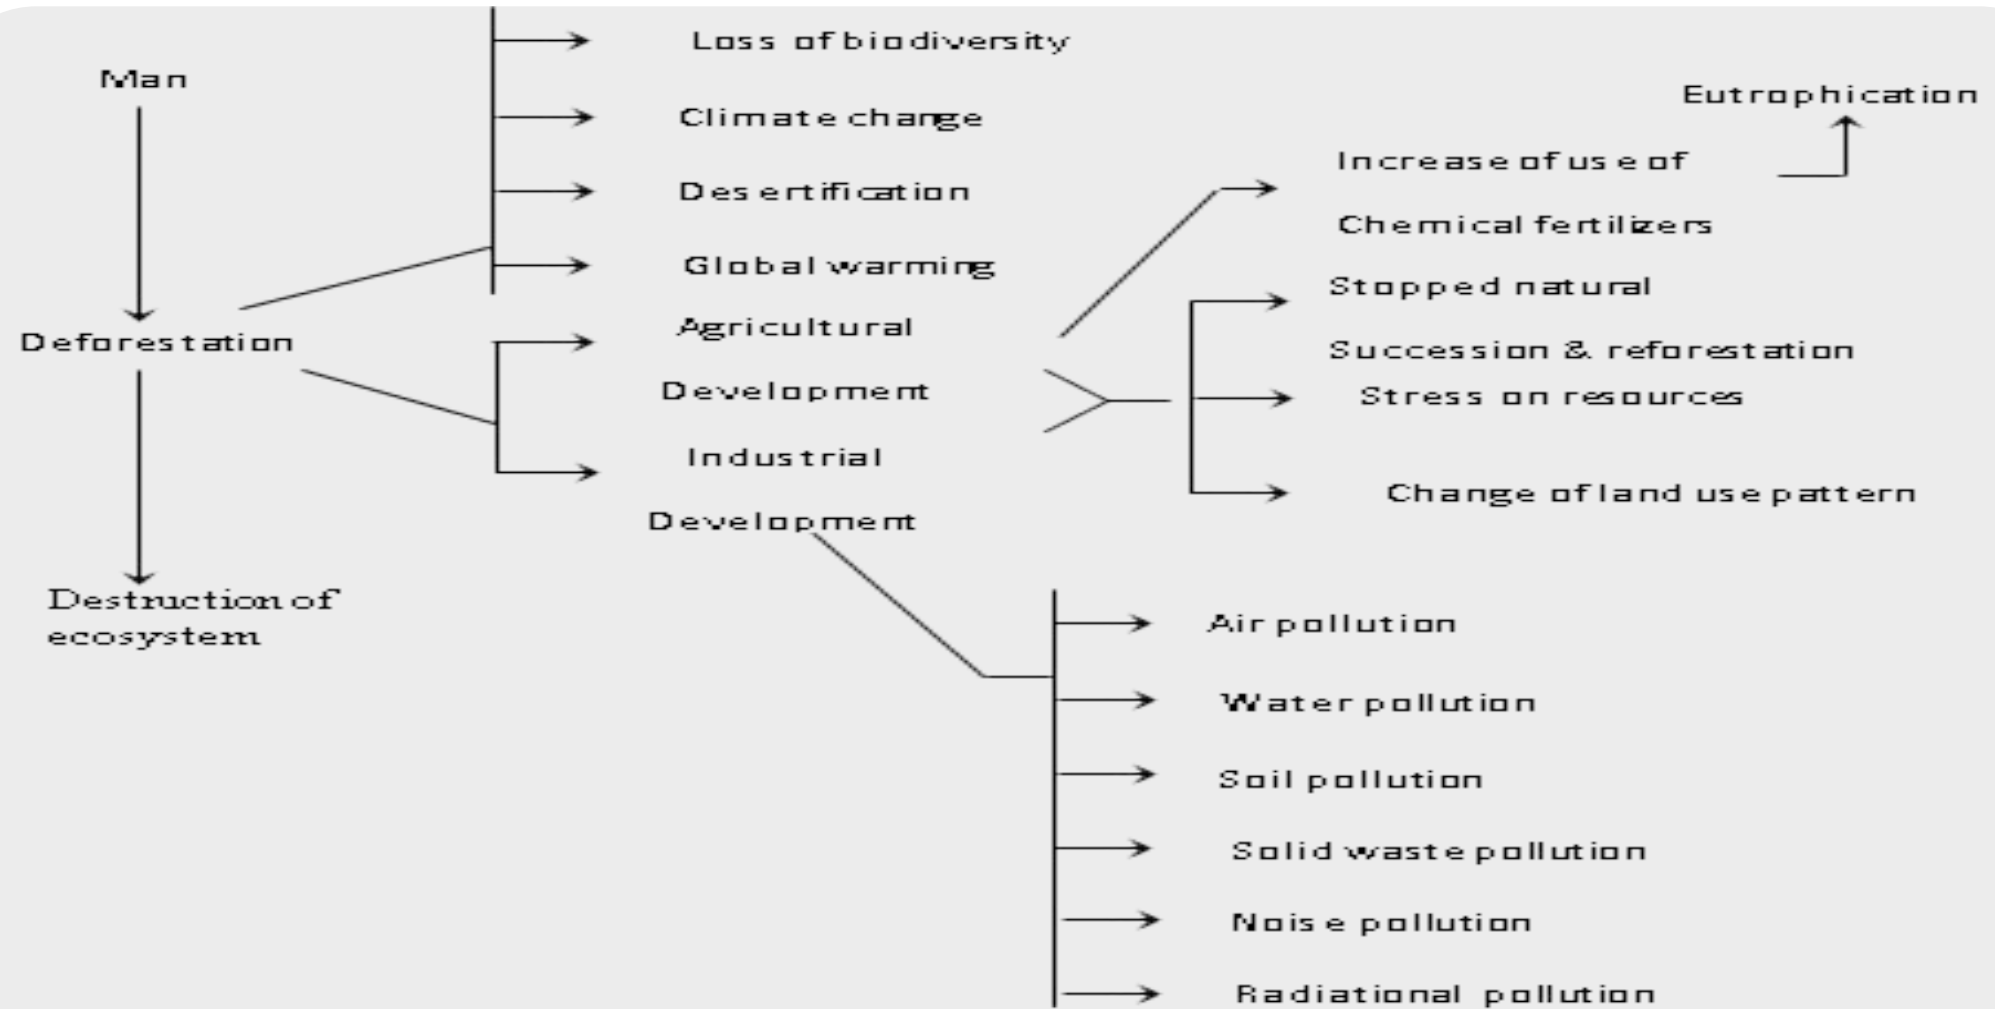 Man
Deforestation
Destruction of
ecosystem
Loss of biodiversity
Climate change
Desertification
Global warming
Agricultural
Development
Industrial
Development
Eutrophication
Increase of use of
Chemical fertilizers
Stopped natural
Succession & reforestation
Stress on resources
Change of land use pattern
Air pollution
Water pollution
Soil pollution
Solid waste pollution
Noise pollution
Radiational pollution